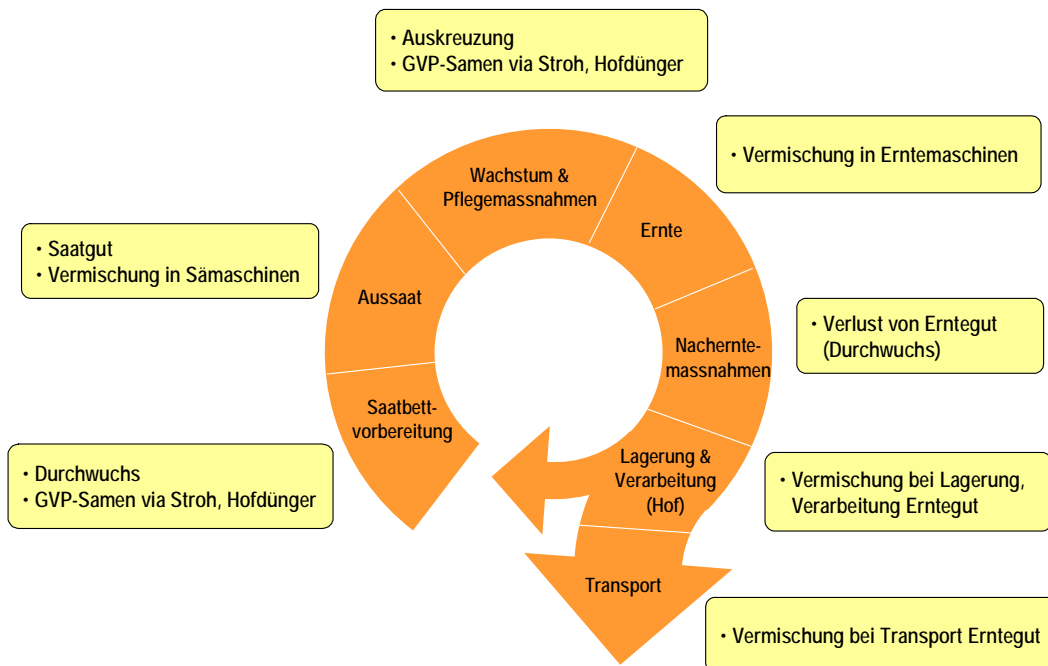 · Auskreuzung
· GVP-Samen via Stroh, Hofdünger
· Vermischung in Erntemaschinen
Wachstum &
Pflegemassnahmen
Ernte
· Saatgut
· Vermischung in Sämaschinen
Aussaat
· Verlust von Erntegut
(Durchwuchs)
Nachernte-
massnahmen
Saatbett-
vorbereitung
· Durchwuchs
· GVP-Samen via Stroh, Hofdünger
Lagerung &
Verarbeitung
(Hof)
· Vermischung bei Lagerung,
Verarbeitung Erntegut
Transport
· Vermischung bei Transport Erntegut